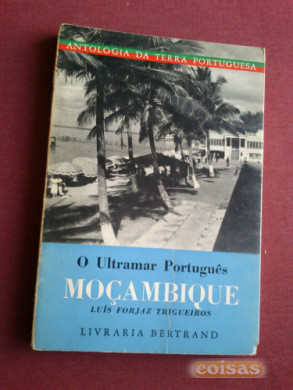 ANTOLOGIA DA TERRA PORTUGUESA
O Ultramar Português
MOÇAMBIQUE
LUÍS FORJAZ TRIGUEIROS
LIVRARIA BERTRAND
coisas